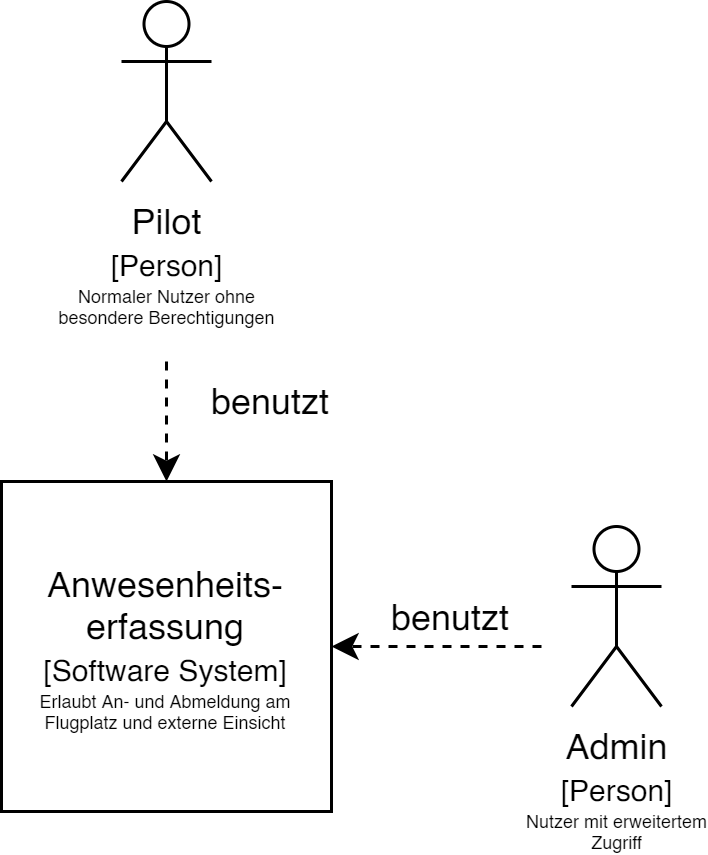 Pilot
[Person]
Normaler Nutzer ohne
besondere Berechtigungen
benutzt
Anwesenheits-
erfassung
[Software System]
Erlaubt An- und Abmeldung am
Flugplatz und externe Einsicht
benutzt
Admin
[Person]
Nutzer mit erweitertem
Zugriff